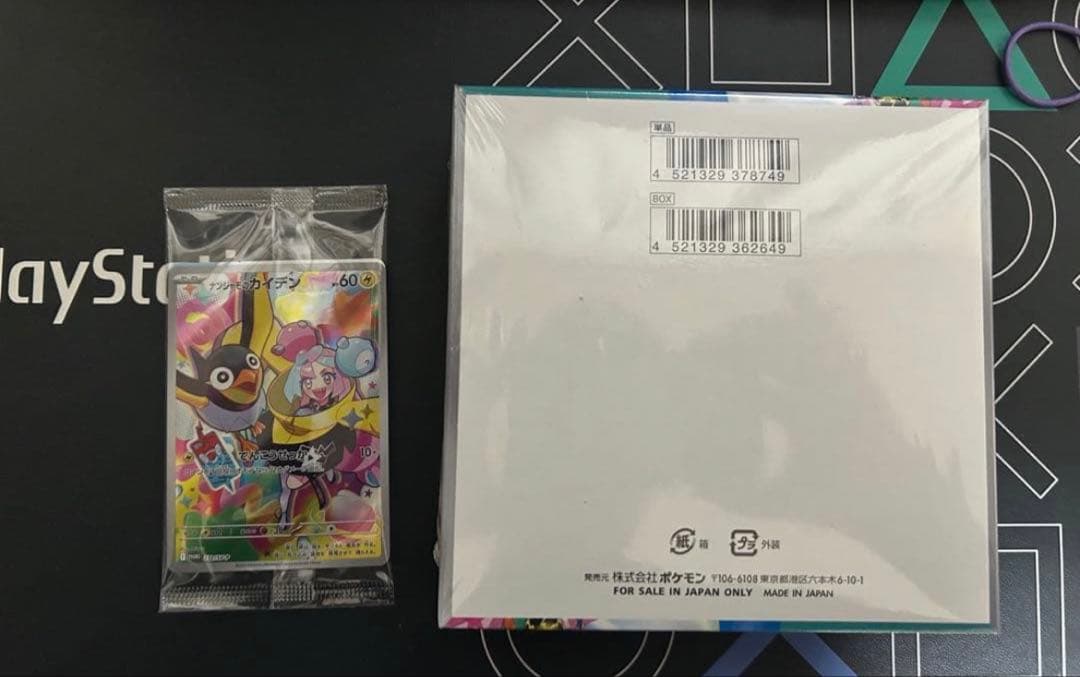 layStati
ナンジャモのカイデン
HP60
でんこうせっか
10+
単品
4 521329 378749
BOX
4 521329 362649
紙 箱
プラ 外装
発売元 株式会社ポケモン 〒106-6108 東京都港区六本木6-10-1
FOR SALE IN JAPAN ONLY MADE IN JAPAN